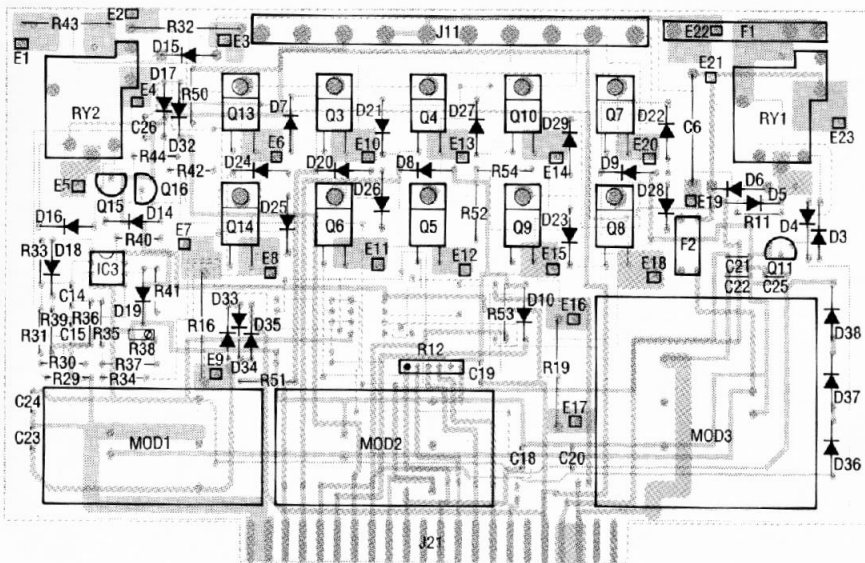 E2
R43
R32
E3
J11
E22
F1
E1
D15
D17
E4
R50
RY2
C26
D32
Q13
D7
Q3
D21
Q4
D27
Q10
D29
Q7
D22
E21
C6
RY1
E23
R44
R42
D24
E6
D20
E10
D8
E13
R54
E14
D9
E20
E5
Q15
Q16
D26
D28
E19
D6
D5
R11
D4
D3
D16
D14
R40
E7
Q14
D25
Q6
Q5
R52
Q9
D23
Q8
F2
R33
D18
IC3
E8
E11
E12
E15
E18
C21
C22
Q11
C25
C14
D19
R41
R39
R36
R31
C15
R35
R38
R16
D33
D35
D34
R53
D10
E16
D38
R30
R37
R29
R34
E9
R51
R12
C19
R19
D37
C24
C23
MOD1
MOD2
C18
E17
C20
MOD3
D36
J21